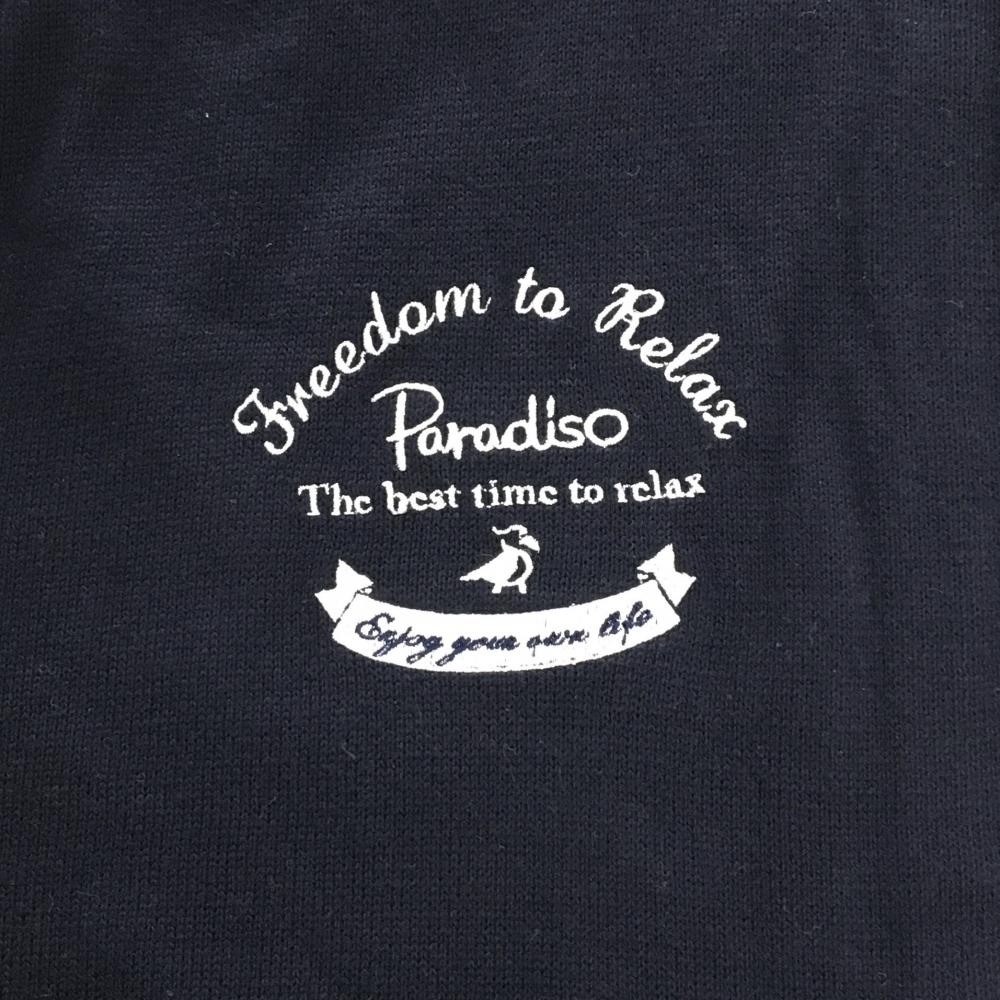 Freedom to Relax
Paradiso
The best time to relax
Enjoy your own life